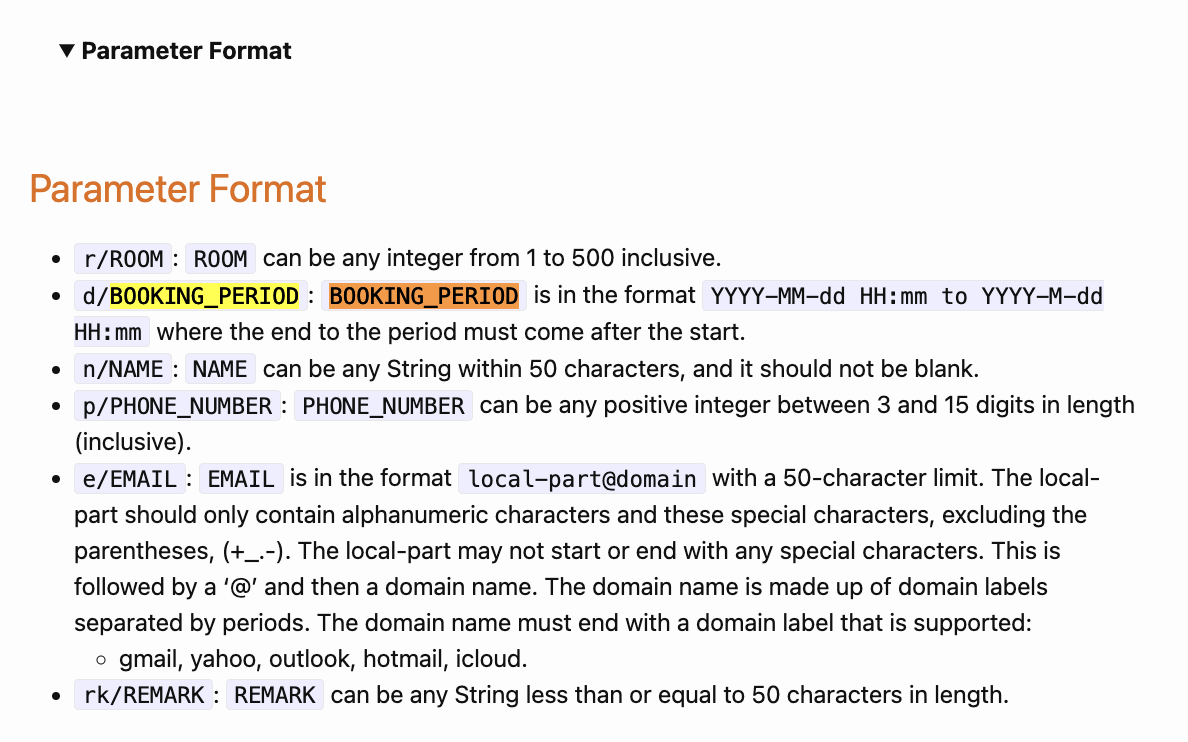 ▼ Parameter Format
Parameter Format
• r/ROOM : ROOM can be any integer from 1 to 500 inclusive.
• d/BOOKING_PERIOD : BOOKING_PERIOD is in the format YYYY-MM-dd HH:mm to YYYY-M-dd
HH:mm where the end to the period must come after the start.
• n/NAME : NAME can be any String within 50 characters, and it should not be blank.
• p/PHONE_NUMBER : PHONE_NUMBER can be any positive integer between 3 and 15 digits in length
(inclusive).
• e/EMAIL : EMAIL is in the format local-part@domain with a 50-character limit. The local-
part should only contain alphanumeric characters and these special characters, excluding the
parentheses, (+_.-). The local-part may not start or end with any special characters. This is
followed by a ‘@’ and then a domain name. The domain name is made up of domain labels
separated by periods. The domain name must end with a domain label that is supported:
◦ gmail, yahoo, outlook, hotmail, icloud.
• rk/REMARK : REMARK can be any String less than or equal to 50 characters in length.